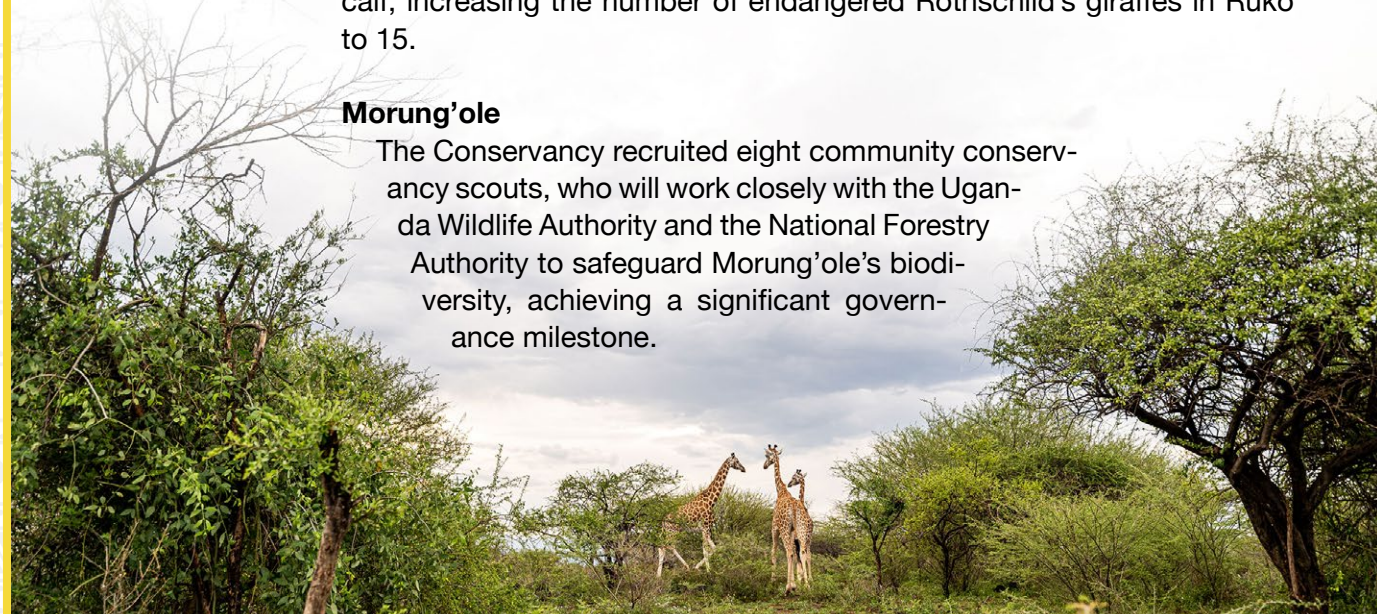 calf, increasing the number of endangered Rothschild's giraffes in Ruko
to 15.
Morung’ole
The Conservancy recruited eight community conserv-
ancy scouts, who will work closely with the Ugan-
da Wildlife Authority and the National Forestry
Authority to safeguard Morung’ole’s biodi-
versity, achieving a significant govern-
ance milestone.